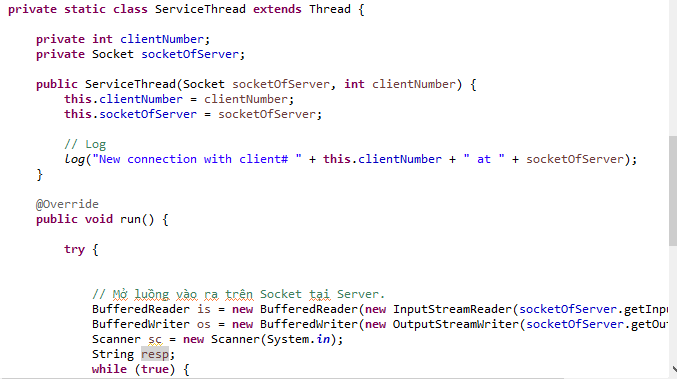 private static class ServiceThread extends Thread {
private int clientNumber;
private Socket socketOfServer;
public ServiceThread(Socket socketOfServer, int clientNumber) {
this.clientNumber = clientNumber;
this.socketOfServer = socketOfServer;
// Log
log("New connection with client# " + this.clientNumber + " at " + socketOfServer);
}
@Override
public void run() {
try {
// Mở luồng vào ra trên Socket tại Server.
BufferedReader is = new BufferedReader(new InputStreamReader(socketOfServer.getInpu
BufferedWriter os = new BufferedWriter(new OutputStreamWriter(socketOfServer.getOut
Scanner sc = new Scanner(System.in);
String resp;
while (true) {